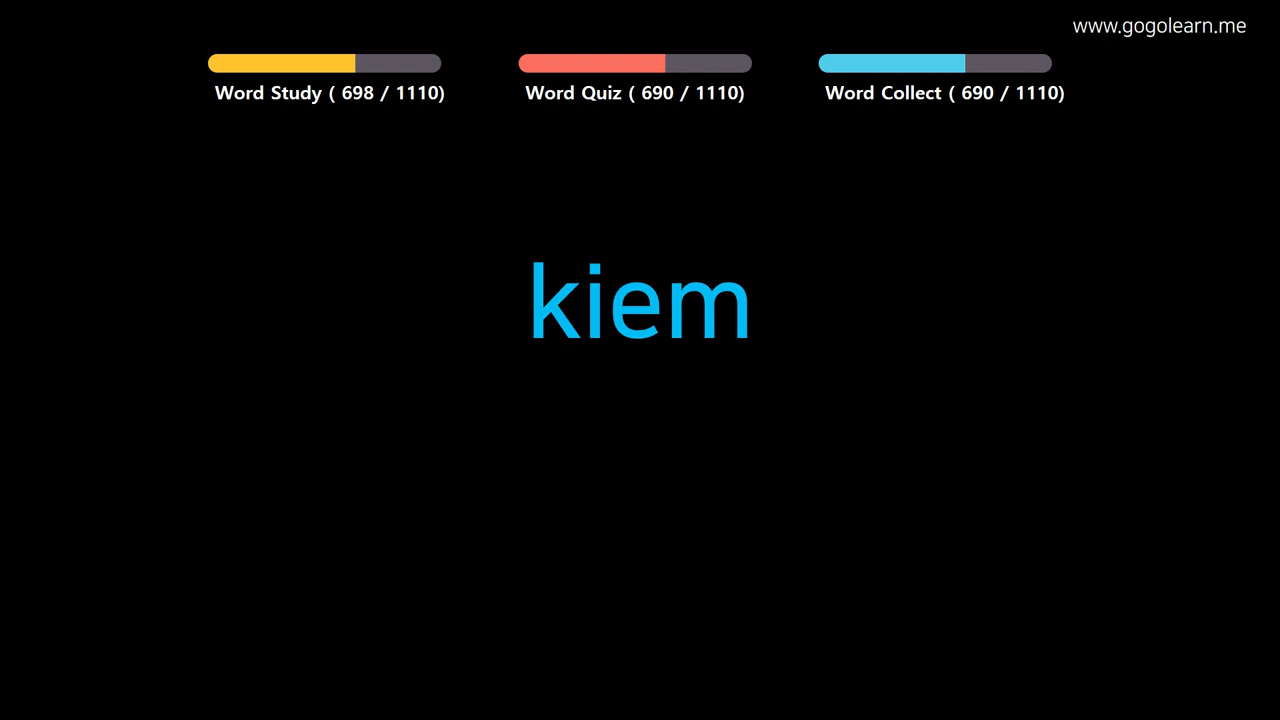 www.gogolearn.me
Word Study ( 698 / 1110)
Word Quiz ( 690 / 1110)
Word Collect ( 690 / 1110)
kiem